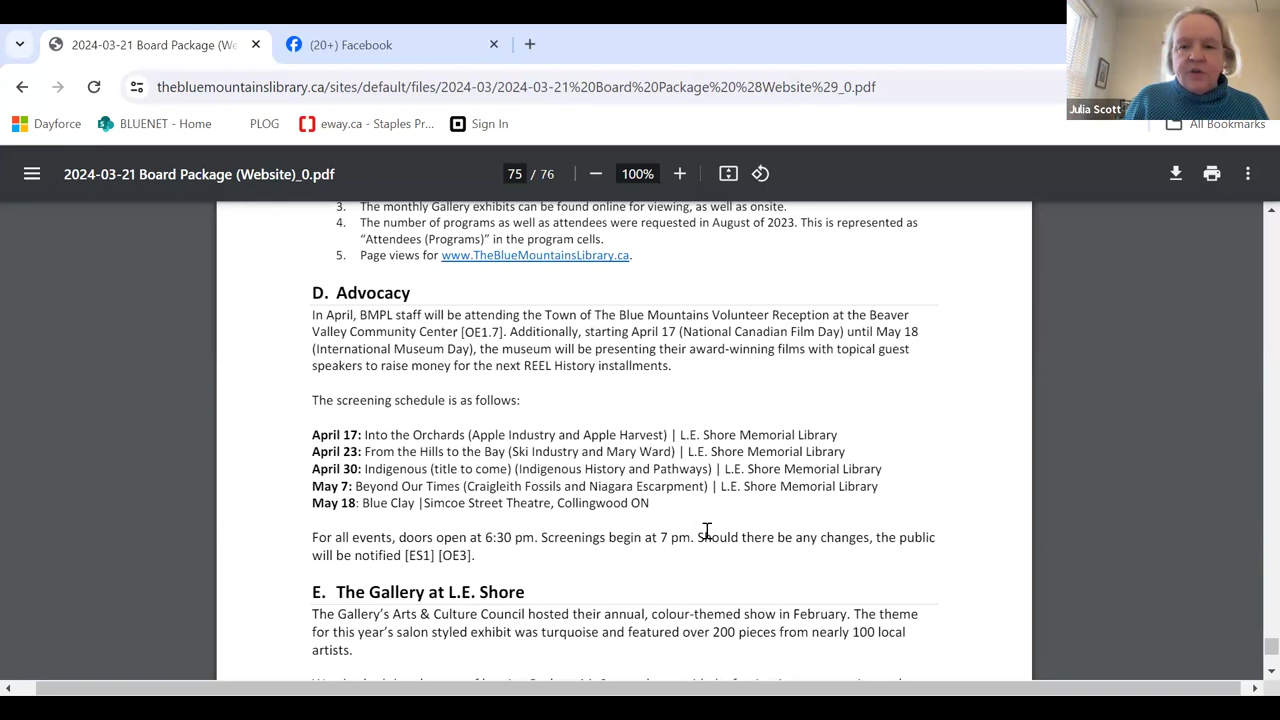 2024-03-21 Board Package (We
(20+) Facebook
thebluemountainslibrary.ca/sites/default/files/2024-03/2024-03-21%20Board%20Package%20%28Website%29_0.pdf
Julia Scott
Dayforce
BLUENET - Home
PLOG
eway.ca - Staples Pr...
Sign In
All Bookmarks
2024-03-21 Board Package (Website)_0.pdf
75 / 76
100%
3. The monthly Gallery exhibits can be found online for viewing, as well as onsite.
4. The number of programs as well as attendees were requested in August of 2023. This is represented as
“Attendees (Programs)” in the program cells.
5. Page views for www.TheBlueMountainsLibrary.ca.
D. Advocacy
In April, BMPL staff will be attending the Town of The Blue Mountains Volunteer Reception at the Beaver
Valley Community Center [OE1.7]. Additionally, starting April 17 (National Canadian Film Day) until May 18
(International Museum Day), the museum will be presenting their award-winning films with topical guest
speakers to raise money for the next REEL History installments.
The screening schedule is as follows:
April 17: Into the Orchards (Apple Industry and Apple Harvest) | L.E. Shore Memorial Library
April 23: From the Hills to the Bay (Ski Industry and Mary Ward) | L.E. Shore Memorial Library
April 30: Indigenous (title to come) (Indigenous History and Pathways) | L.E. Shore Memorial Library
May 7: Beyond Our Times (Craigleith Fossils and Niagara Escarpment) | L.E. Shore Memorial Library
May 18: Blue Clay |Simcoe Street Theatre, Collingwood ON
For all events, doors open at 6:30 pm. Screenings begin at 7 pm. Should there be any changes, the public
will be notified [ES1] [OE3].
E. The Gallery at L.E. Shore
The Gallery’s Arts & Culture Council hosted their annual, colour-themed show in February. The theme
for this year’s salon styled exhibit was turquoise and featured over 200 pieces from nearly 100 local
artists.